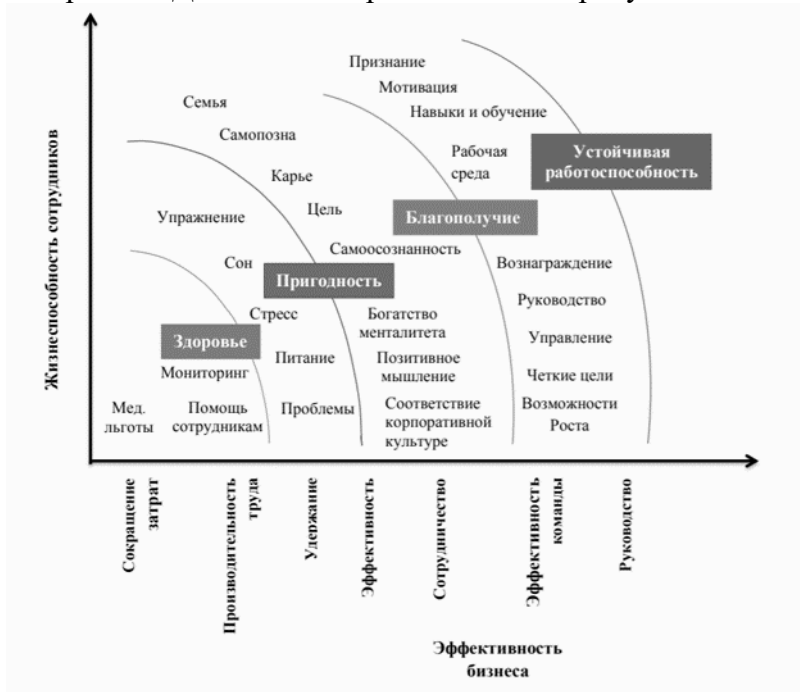 Жизнеспособность сотрудников
Признание
Мотивация
Семья
Навыки и обучение
Самопозна
Рабочая
среда
Устойчивая
работоспособность
Карье
Упражнение
Цель
Благополучие
Самоосознанность
Сон
Вознаграждение
Пригодность
Стресс
Богатство
менталитета
Руководство
Здоровье
Управление
Питание
Позитивное
мышление
Мониторинг
Четкие цели
Мед.
льготы
Помощь
сотрудникам
Проблемы
Соответствие
корпоративной
культуре
Возможности
Роста
Сокращение
затрат
Производительность
труда
Удержание
Эффективность
Сотрудничество
Эффективность
команды
Руководство
Эффективность
бизнеса